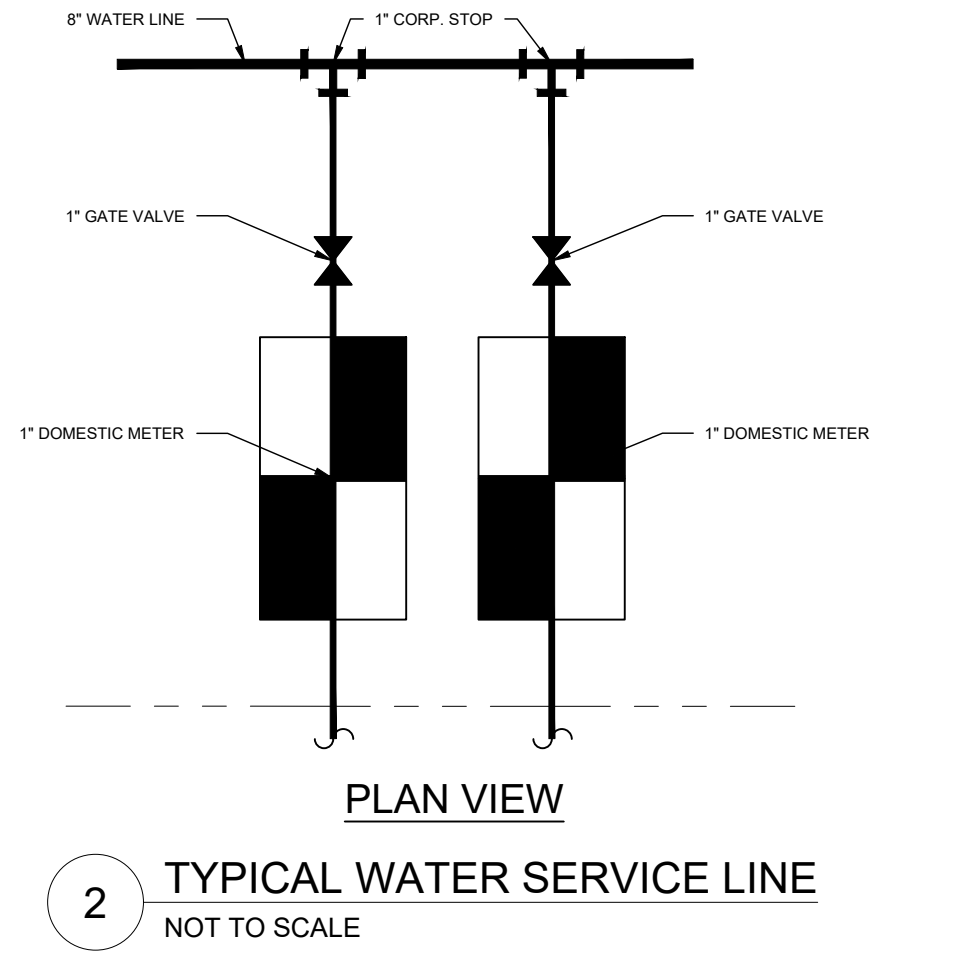 8" WATER LINE
1" CORP. STOP
1" GATE VALVE
1" GATE VALVE
1" DOMESTIC METER
1" DOMESTIC METER
PLAN VIEW
2
TYPICAL WATER SERVICE LINE
NOT TO SCALE